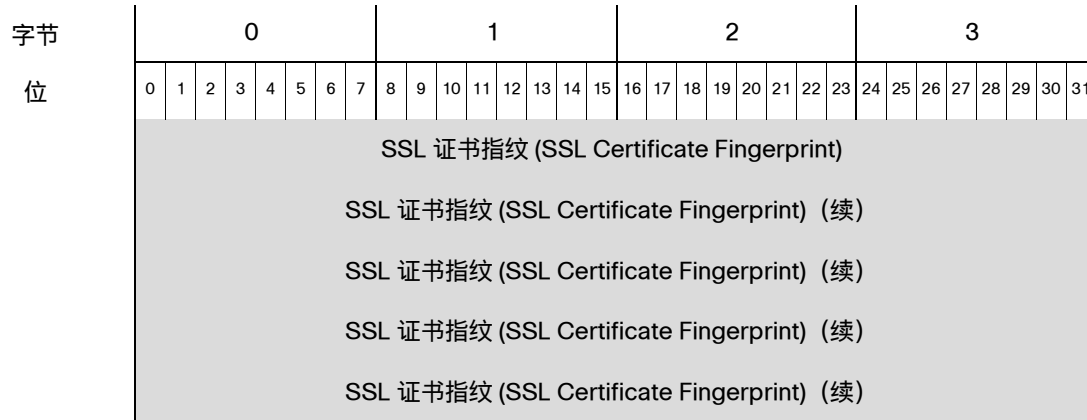 字节 0 1 2 3
位 0 1 2 3 4 5 6 7 8 9 10 11 12 13 14 15 16 17 18 19 20 21 22 23 24 25 26 27 28 29 30 31
SSL 证书指纹 (SSL Certificate Fingerprint)
SSL 证书指纹 (SSL Certificate Fingerprint)（续）
SSL 证书指纹 (SSL Certificate Fingerprint)（续）
SSL 证书指纹 (SSL Certificate Fingerprint)（续）
SSL 证书指纹 (SSL Certificate Fingerprint)（续）